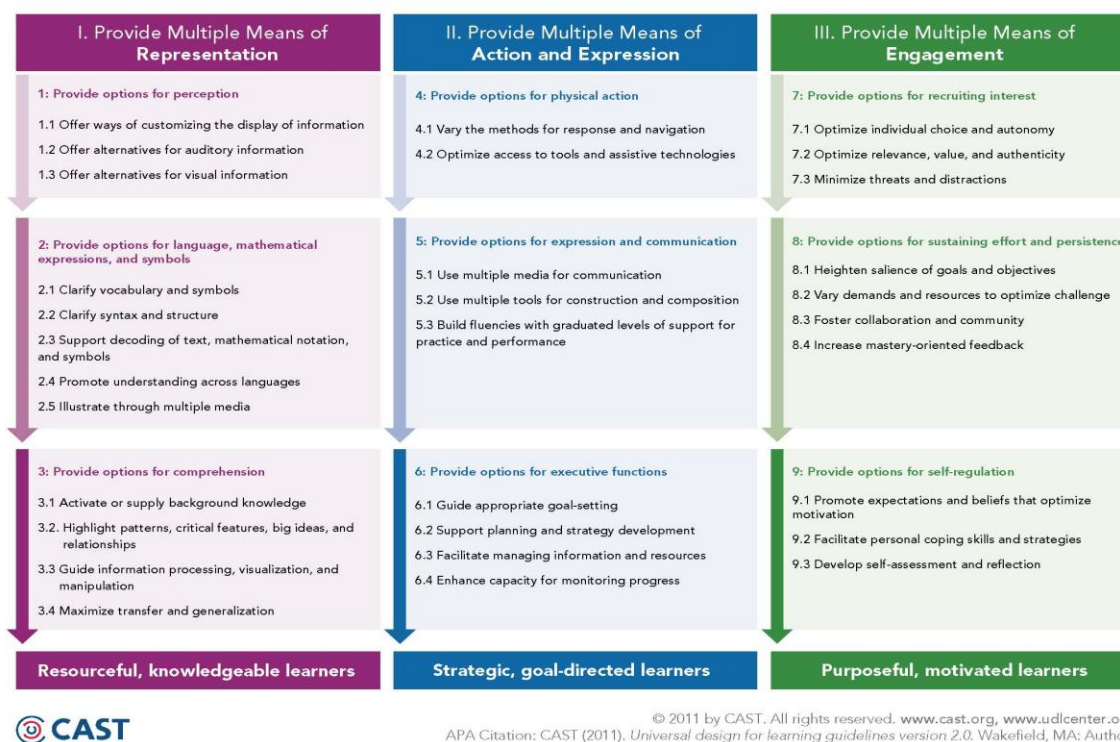 I. Provide Multiple Means of
Representation
1: Provide options for perception
1.1 Offer ways of customizing the display of information
1.2 Offer alternatives for auditory information
1.3 Offer alternatives for visual information
2: Provide options for language, mathematical
expressions, and symbols
2.1 Clarify vocabulary and symbols
2.2 Clarify syntax and structure
2.3 Support decoding of text, mathematical notation,
and symbols
2.4 Promote understanding across languages
2.5 Illustrate through multiple media
3: Provide options for comprehension
3.1 Activate or supply background knowledge
3.2. Highlight patterns, critical features, big ideas, and
relationships
3.3 Guide information processing, visualization, and
manipulation
3.4 Maximize transfer and generalization
Resourceful, knowledgeable learners
II. Provide Multiple Means of
Action and Expression
4: Provide options for physical action
4.1 Vary the methods for response and navigation
4.2 Optimize access to tools and assistive technologies
5: Provide options for expression and communication
5.1 Use multiple media for communication
5.2 Use multiple tools for construction and composition
5.3 Build fluencies with graduated levels of support for
practice and performance
6: Provide options for executive functions
6.1 Guide appropriate goal-setting
6.2 Support planning and strategy development
6.3 Facilitate managing information and resources
6.4 Enhance capacity for monitoring progress
Strategic, goal-directed learners
III. Provide Multiple Means of
Engagement
7: Provide options for recruiting interest
7.1 Optimize individual choice and autonomy
7.2 Optimize relevance, value, and authenticity
7.3 Minimize threats and distractions
8: Provide options for sustaining effort and persistence
8.1 Heighten salience of goals and objectives
8.2 Vary demands and resources to optimize challenge
8.3 Foster collaboration and community
8.4 Increase mastery-oriented feedback
9: Provide options for self-regulation
9.1 Promote expectations and beliefs that optimize
motivation
9.2 Facilitate personal coping skills and strategies
9.3 Develop self-assessment and reflection
Purposeful, motivated learners
CAST
© 2011 by CAST. All rights reserved. www.cast.org, www.udlcenter.o
APA Citation: CAST (2011). Universal design for learning guidelines version 2.0. Wakefield, MA: Autho